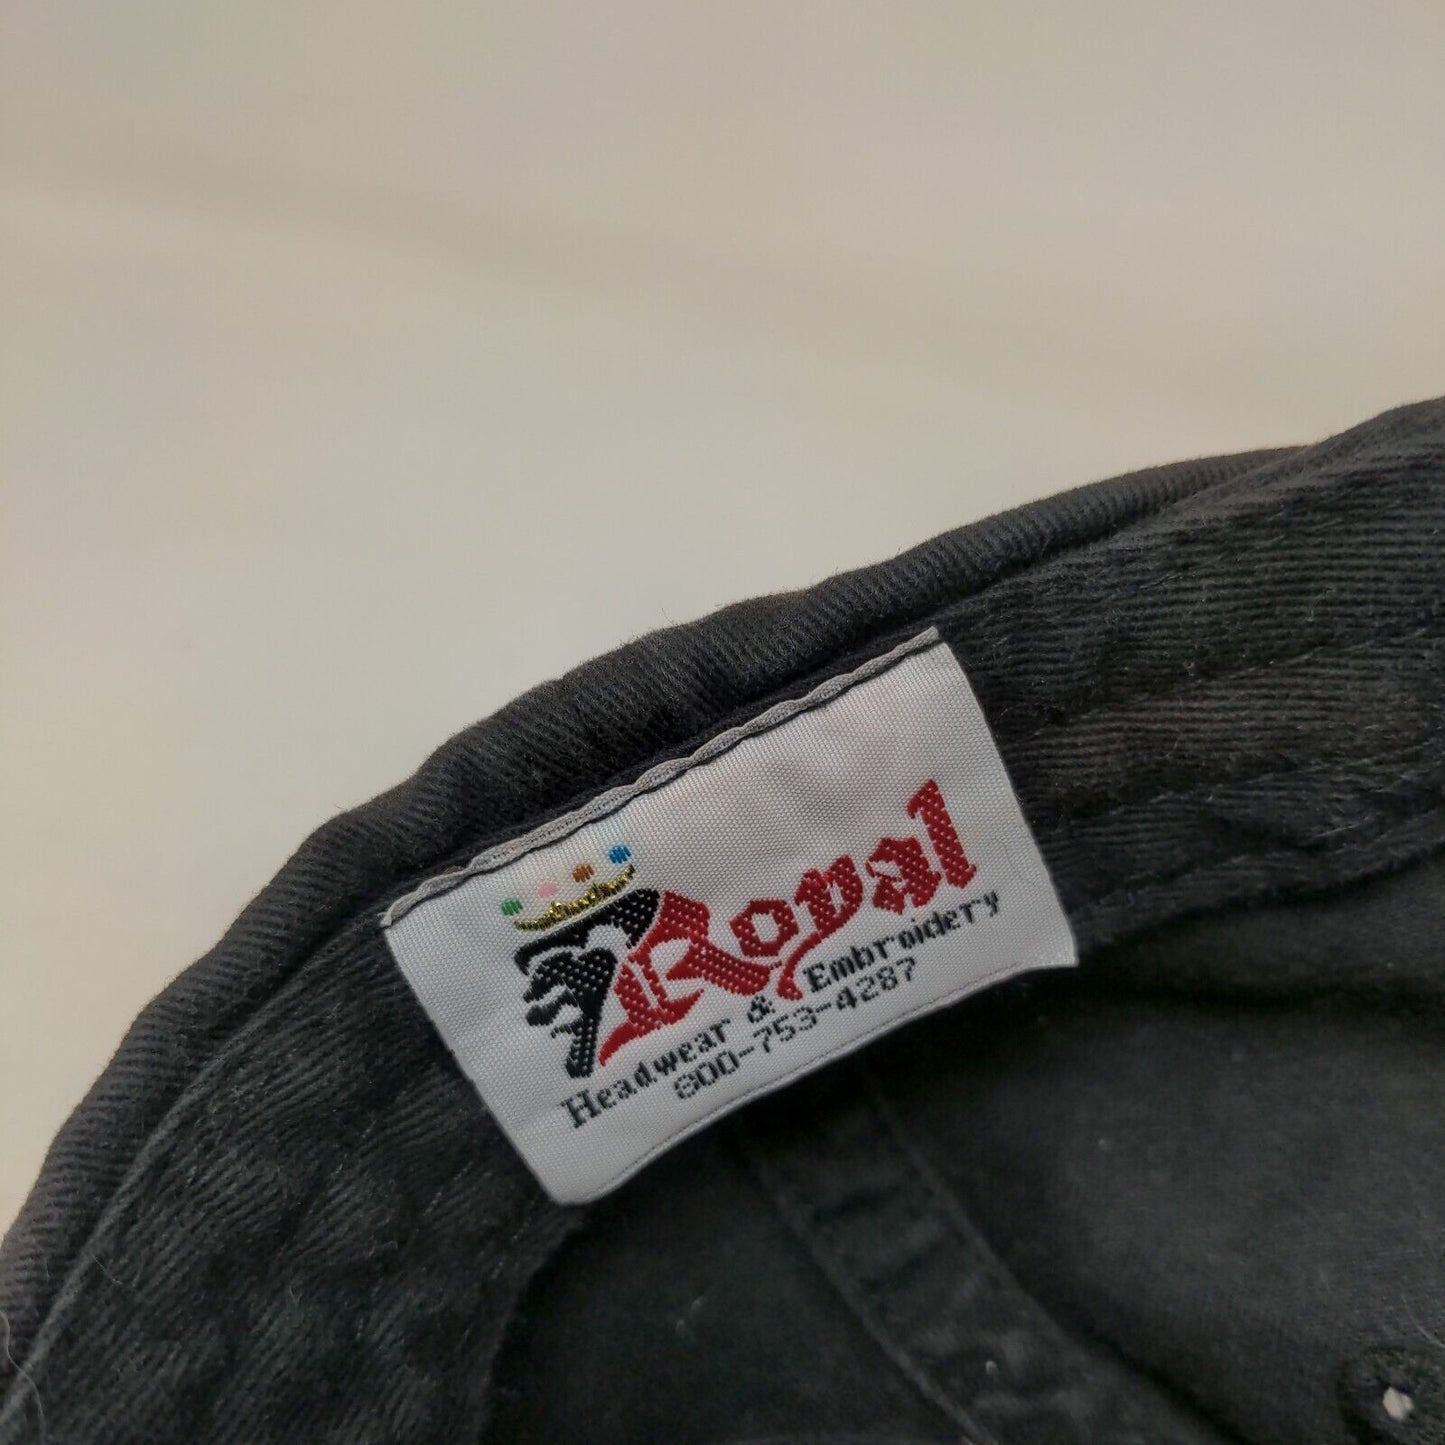 Royal
Headwear & Embroidery
800-753-4287